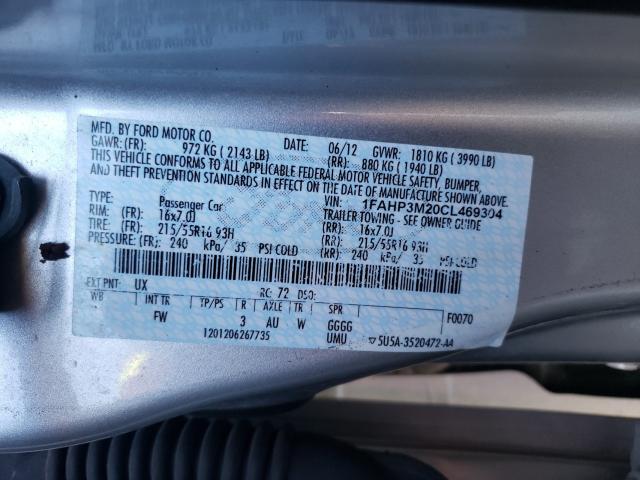 MFD. BY FORD MOTOR CO.
DATE: 06/12 GVWR: 1810 KG ( 3990 LB)
GAWR: (FR): 972 KG ( 2143 LB) (RR): 880 KG ( 1940 LB)
THIS VEHICLE CONFORMS TO ALL APPLICABLE FEDERAL MOTOR VEHICLE SAFETY, BUMPER,
AND THEFT PREVENTION STANDARDS IN EFFECT ON THE DATE OF MANUFACTURE SHOWN ABOVE.
VIN: 1FAHP3M20CL469304
TYPE: Passenger Car TRAILER TOWING - SEE OWNER GUIDE
RIM: (FR) 16x7.0J (RR) 16x7.0J
TIRE: (FR) 215/55R16 93H (RR) 215/55R16 93H
PRESSURE: (FR) 240 kPa/ 35 PSI COLD (RR) 240 kPa/ 35 PSI COLD
EXT PNT: UX RC: 72 DSO:
WB INT TR TP/PS R AXLE TR SPR F0070
FW 3 AU W GGGG
1201206267735 UMU ▽5U5A-3520472-AA